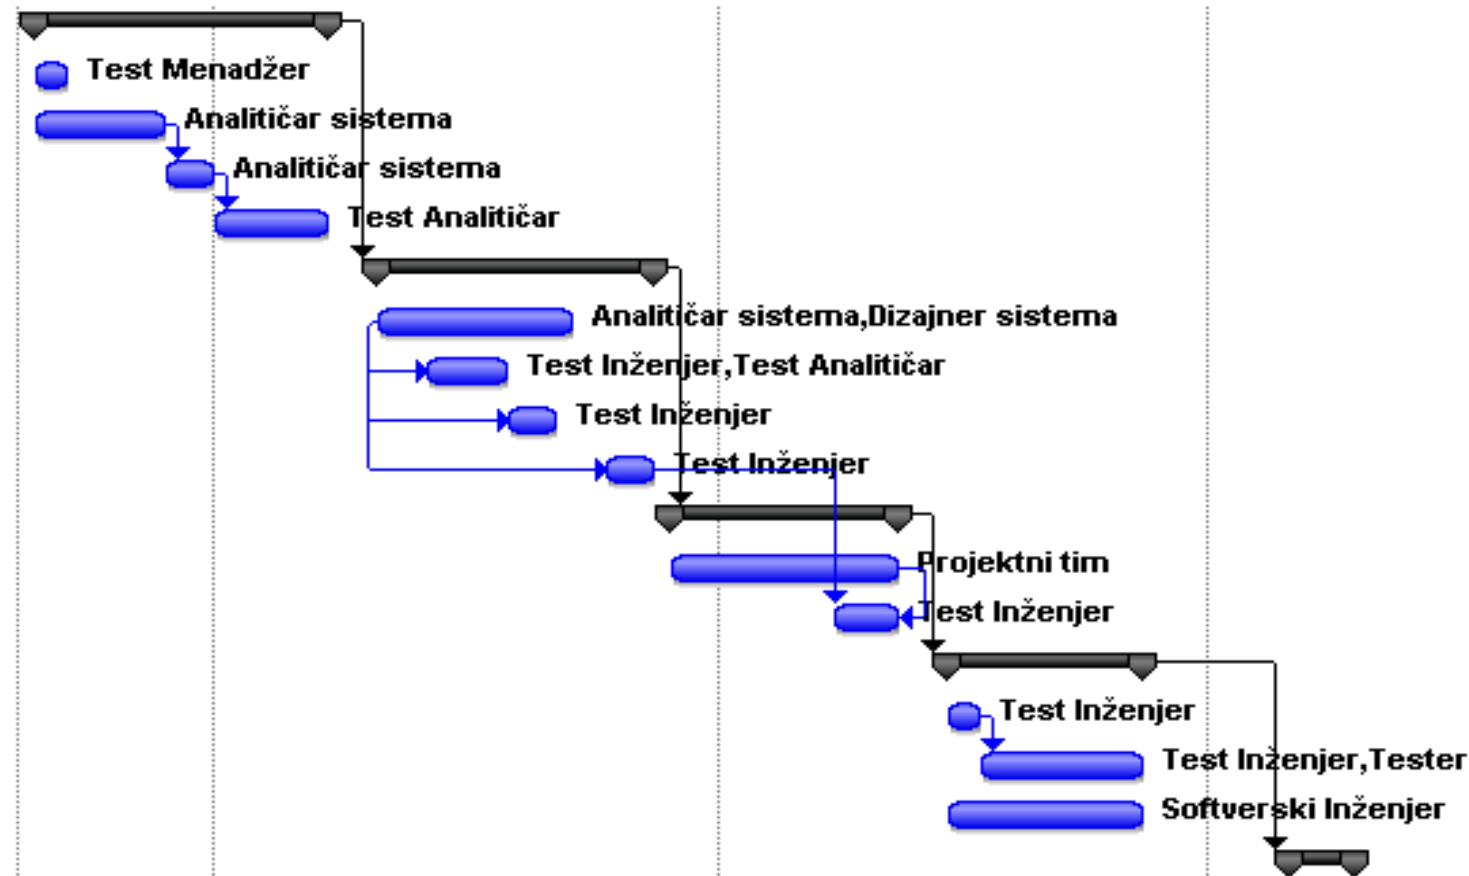 Test Menadžer
Analitičar sistema
Analitičar sistema
Test Analitičar
Analitičar sistema,Dizajner sistema
Test Inženjer,Test Analitičar
Test Inženjer
Test Inženjer
Projektni tim
Test Inženjer
Test Inženjer
Test Inženjer,Tester
Softverski Inženjer